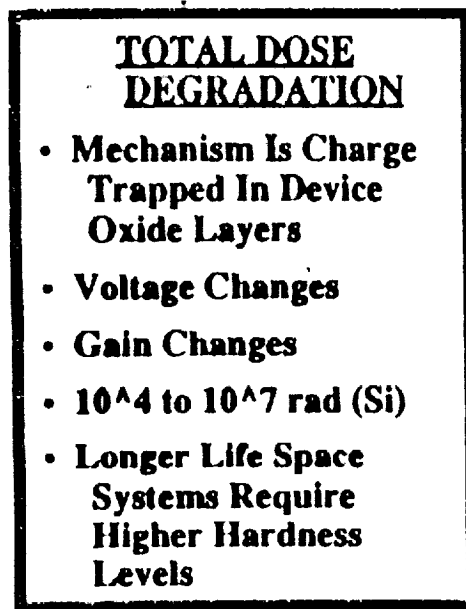 TOTAL DOSE
DEGRADATION
• Mechanism Is Charge
Trapped In Device
Oxide Layers
• Voltage Changes
• Gain Changes
• 10^4 to 10^7 rad (Si)
• Longer Life Space
Systems Require
Higher Hardness
Levels